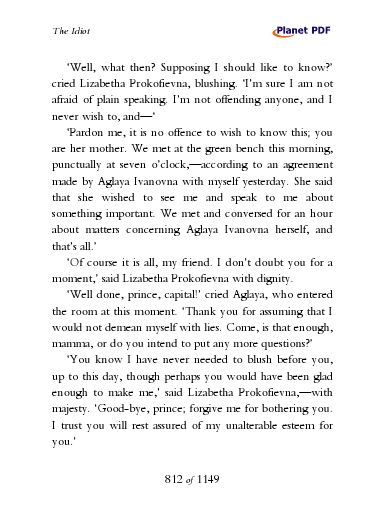 The Idiot
Planet PDF
‘Well, what then? Supposing I should like to know?’
cried Lizabetha Prokofievna, blushing. ‘I’m sure I am not
afraid of plain speaking. I’m not offending anyone, and I
never wish to, and—‘
‘Pardon me, it is no offence to wish to know this; you
are her mother. We met at the green bench this morning,
punctually at seven o’clock,—according to an agreement
made by Aglaya Ivanovna with myself yesterday. She said
that she wished to see me and speak to me about
something important. We met and conversed for an hour
about matters concerning Aglaya Ivanovna herself, and
that’s all.’
‘Of course it is all, my friend. I don’t doubt you for a
moment,’ said Lizabetha Prokofievna with dignity.
‘Well done, prince, capital!’ cried Aglaya, who entered
the room at this moment. ‘Thank you for assuming that I
would not demean myself with lies. Come, is that enough,
mamma, or do you intend to put any more questions?’
‘You know I have never needed to blush before you,
up to this day, though perhaps you would have been glad
enough to make me,’ said Lizabetha Prokofievna,—with
majesty. ‘Good-bye, prince; forgive me for bothering you.
I trust you will rest assured of my unalterable esteem for
you.’
812 of 1149